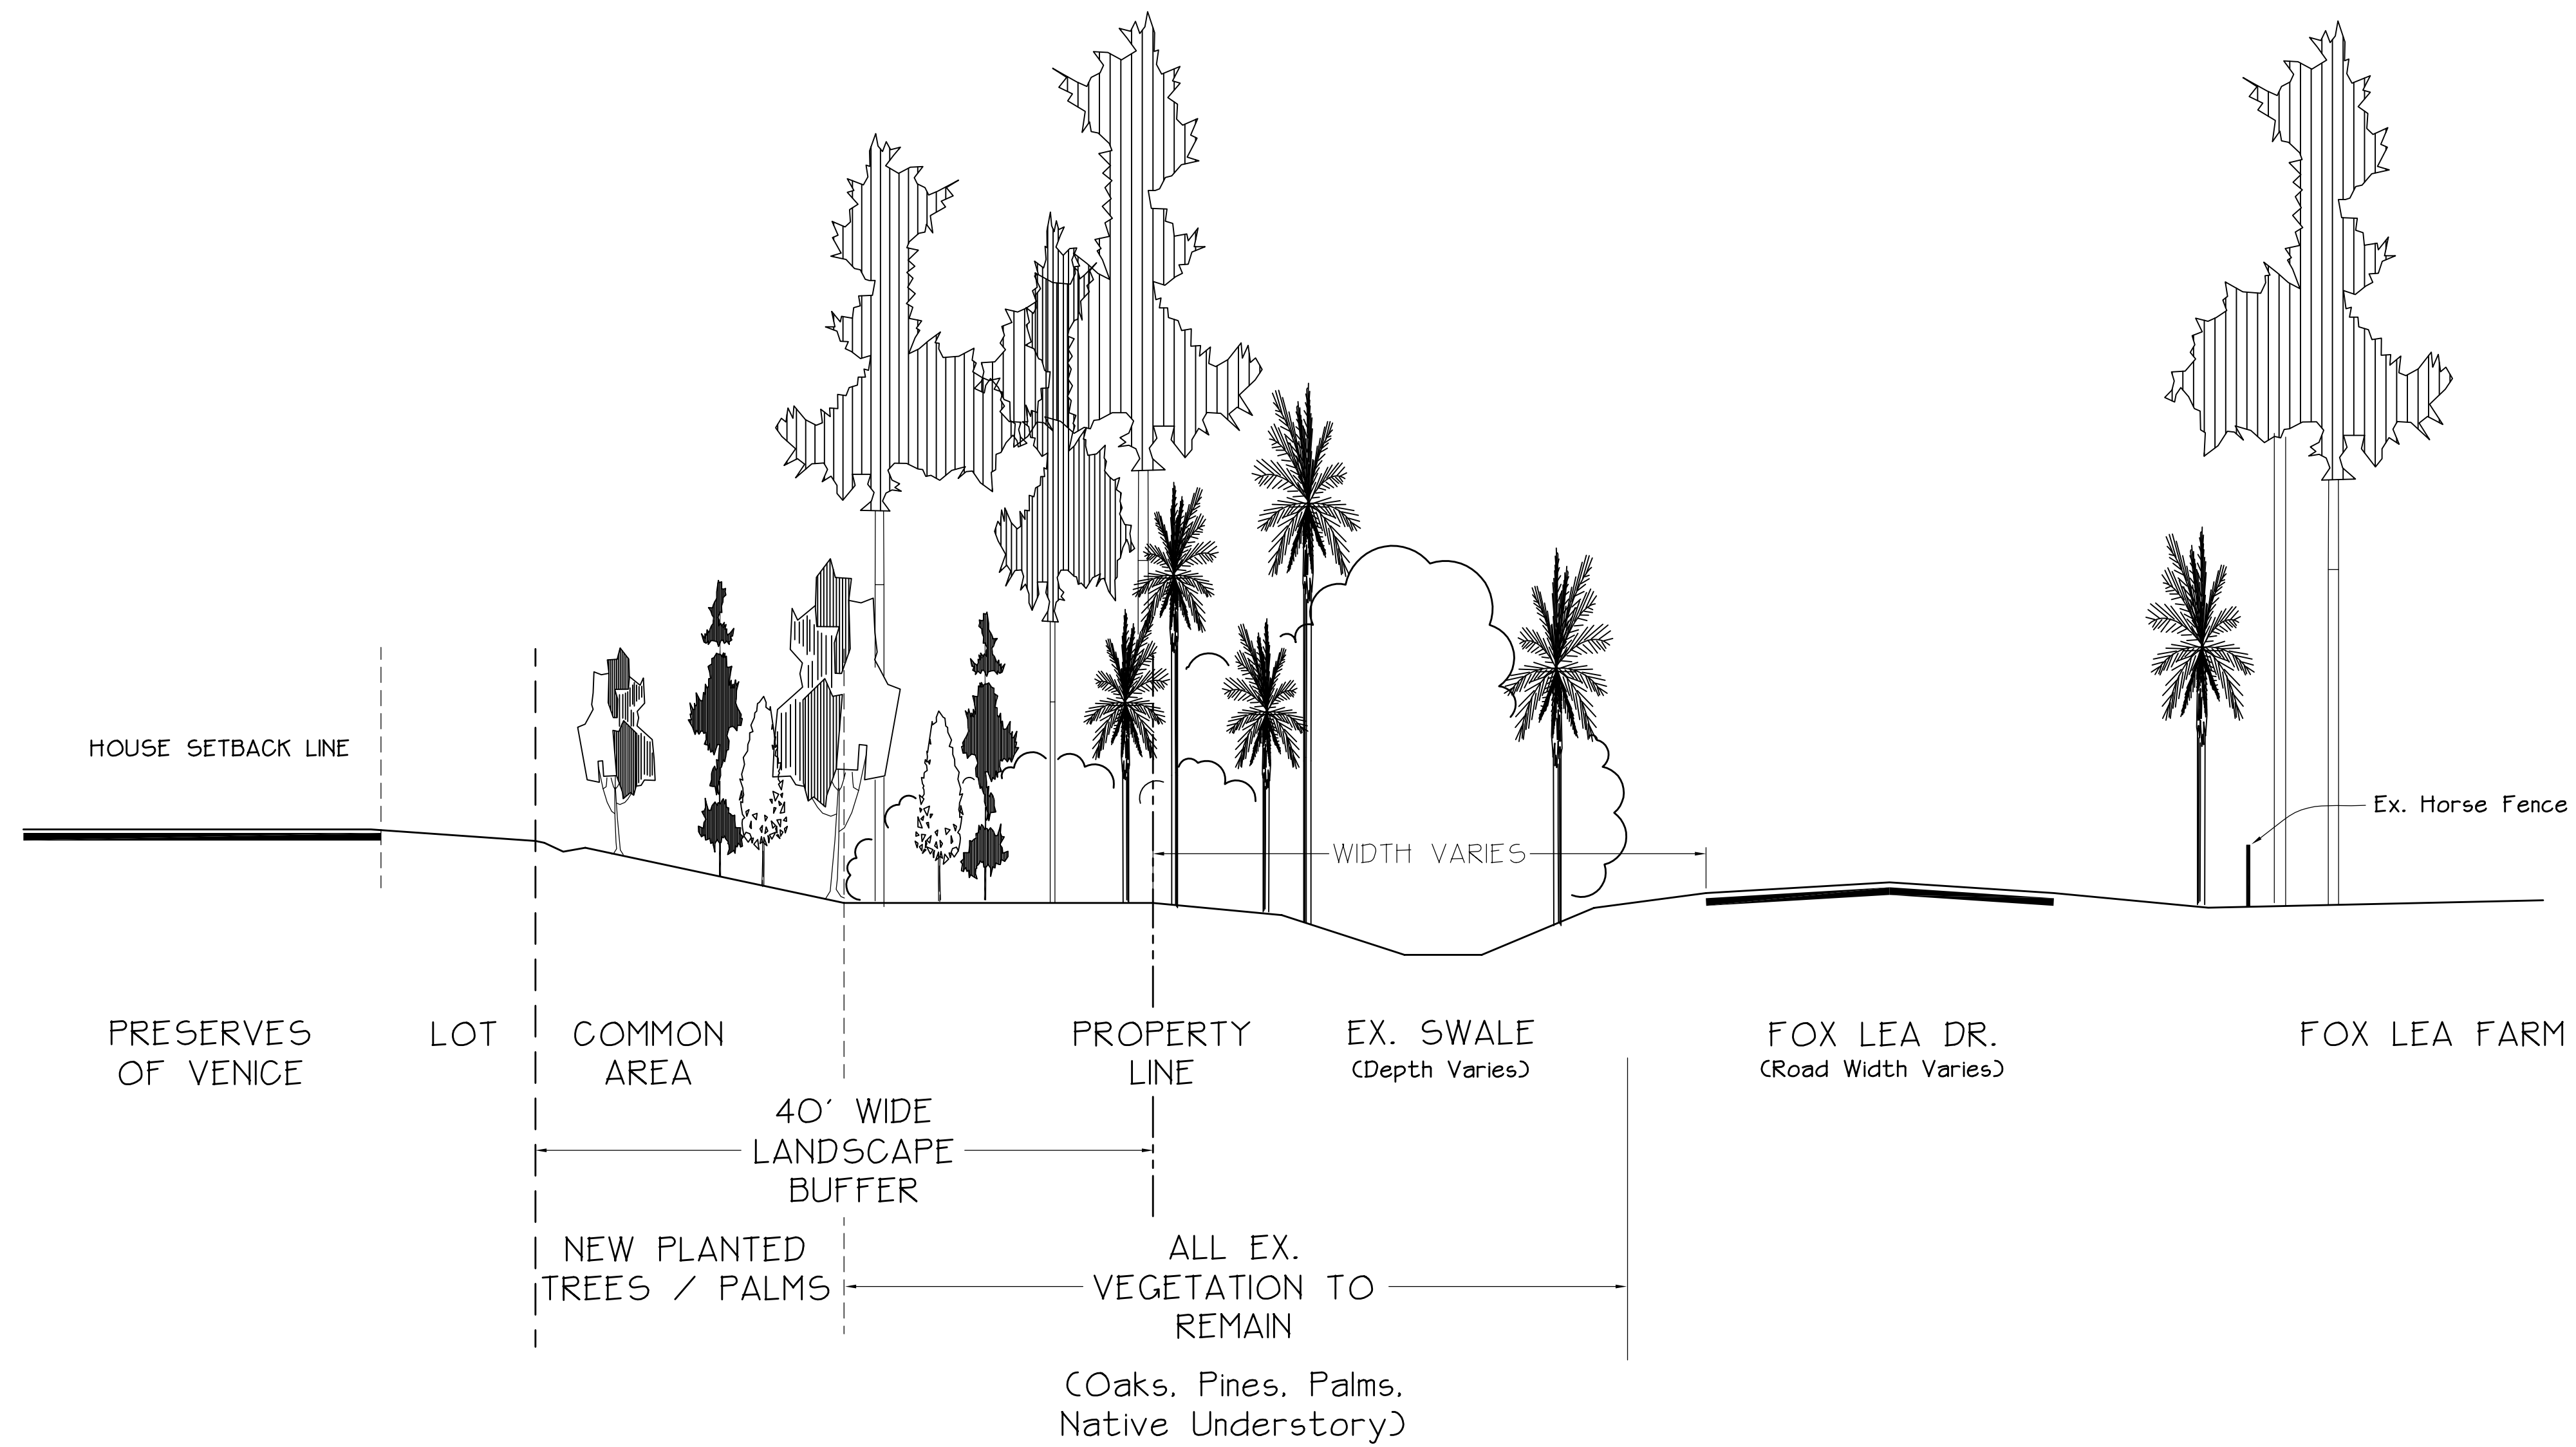 HOUSE SETBACK LINE
Ex. Horse Fence
WIDTH VARIES
PRESERVES
OF VENICE
LOT
COMMON
AREA
PROPERTY
LINE
EX. SWALE
(Depth Varies)
FOX LEA DR.
(Road Width Varies)
FOX LEA FARM
40' WIDE
LANDSCAPE
BUFFER
NEW PLANTED
TREES / PALMS
ALL EX.
VEGETATION TO
REMAIN
(Oaks, Pines, Palms,
Native Understory)